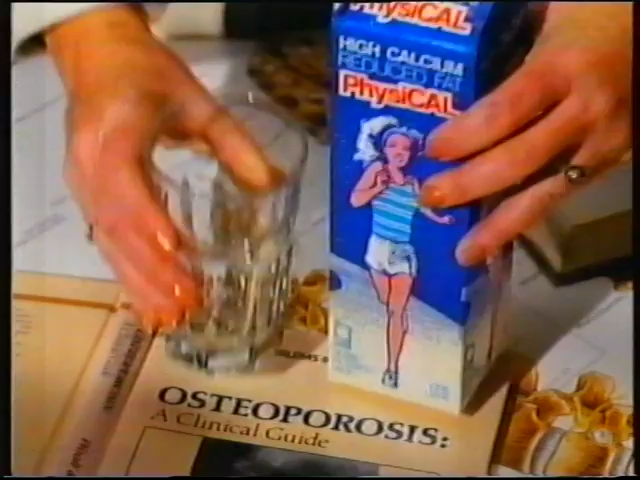 PhysiCAL
HIGH CALCIUM
REDUCED FAT
PhysiCAL
OSTEOPOROSIS:
A Clinical Guide